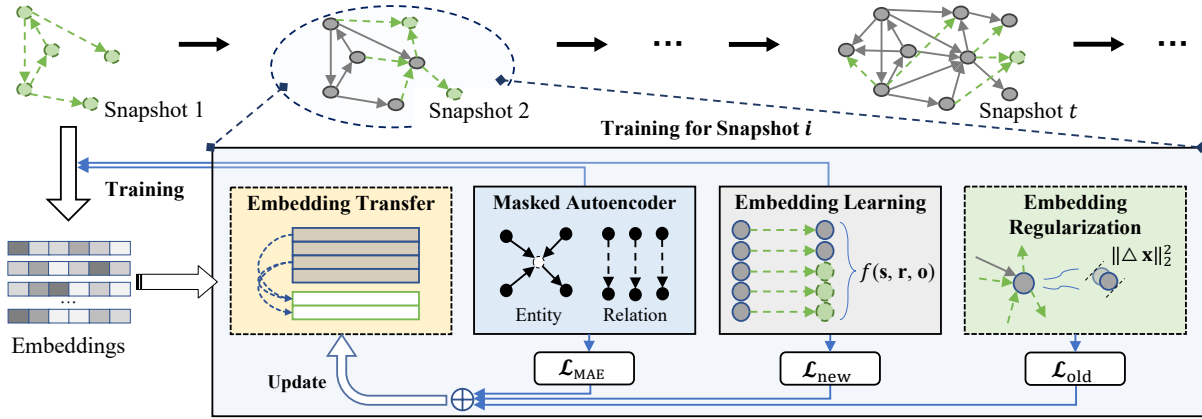 ... ...
Snapshot 1
Snapshot 2
Snapshot t
Training for Snapshot i
Training
Embedding Transfer
Masked Autoencoder
Entity
Relation
Embedding Learning
f(s, r, o)
Embedding
Regularization
‖△ x‖₂²
...
Embeddings
ℒMAE
ℒnew
ℒold
Update